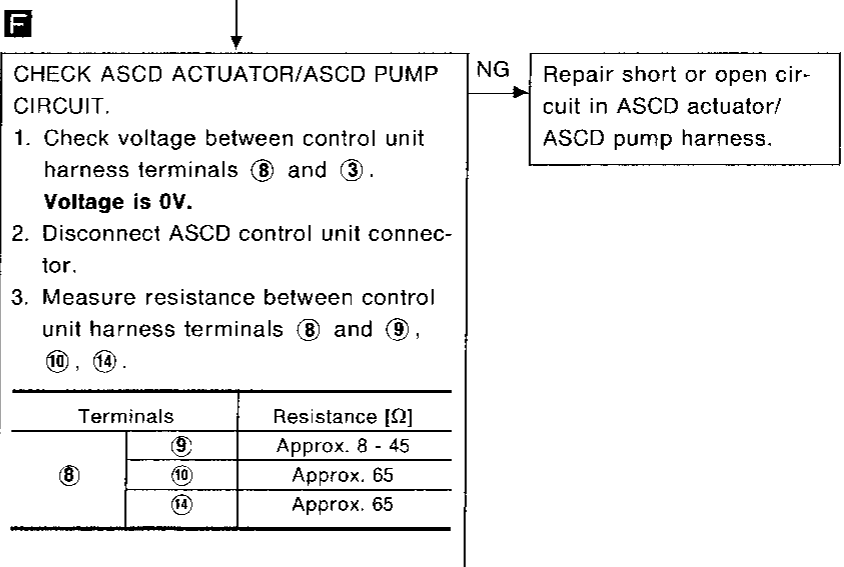 F
CHECK ASCD ACTUATOR/ASCD PUMP
CIRCUIT.
1. Check voltage between control unit
harness terminals ⑧ and ③.
Voltage is 0V.
2. Disconnect ASCD control unit connec-
tor.
3. Measure resistance between control
unit harness terminals ⑧ and ⑨,
⑩, ⑭.
Terminals Resistance [Ω]
⑨ Approx. 8 - 45
⑧ ⑩ Approx. 65
⑭ Approx. 65
NG
Repair short or open cir-
cuit in ASCD actuator/
ASCD pump harness.